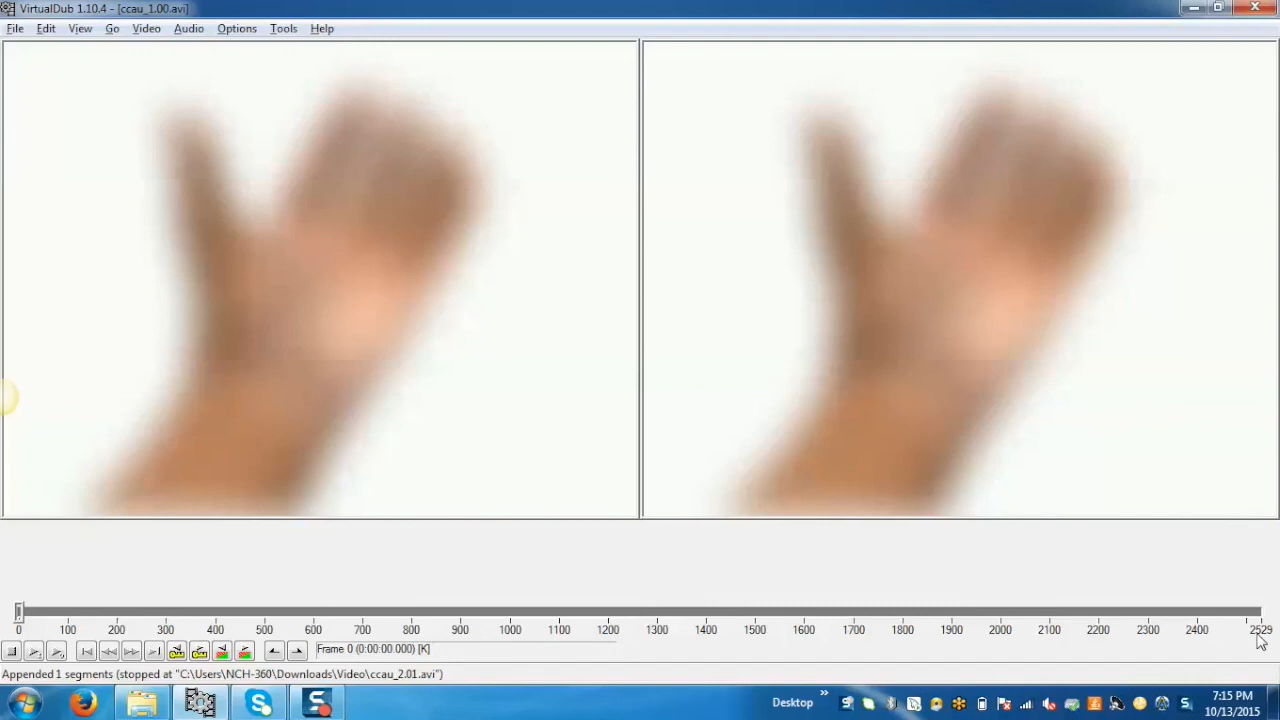 VirtualDub 1.10.4 - [ccau_1.00.avi]
File Edit View Go Video Audio Options Tools Help
0 100 200 300 400 500 600 700 800 900 1000 1100 1200 1300 1400 1500 1600 1700 1800 1900 2000 2100 2200 2300 2400 2529
Frame 0 (0:00:00.000) [K]
Appended 1 segments (stopped at "C:\Users\NCH-360\Downloads\Video\ccau_2.01.avi")
Desktop »
7:15 PM
10/13/2015